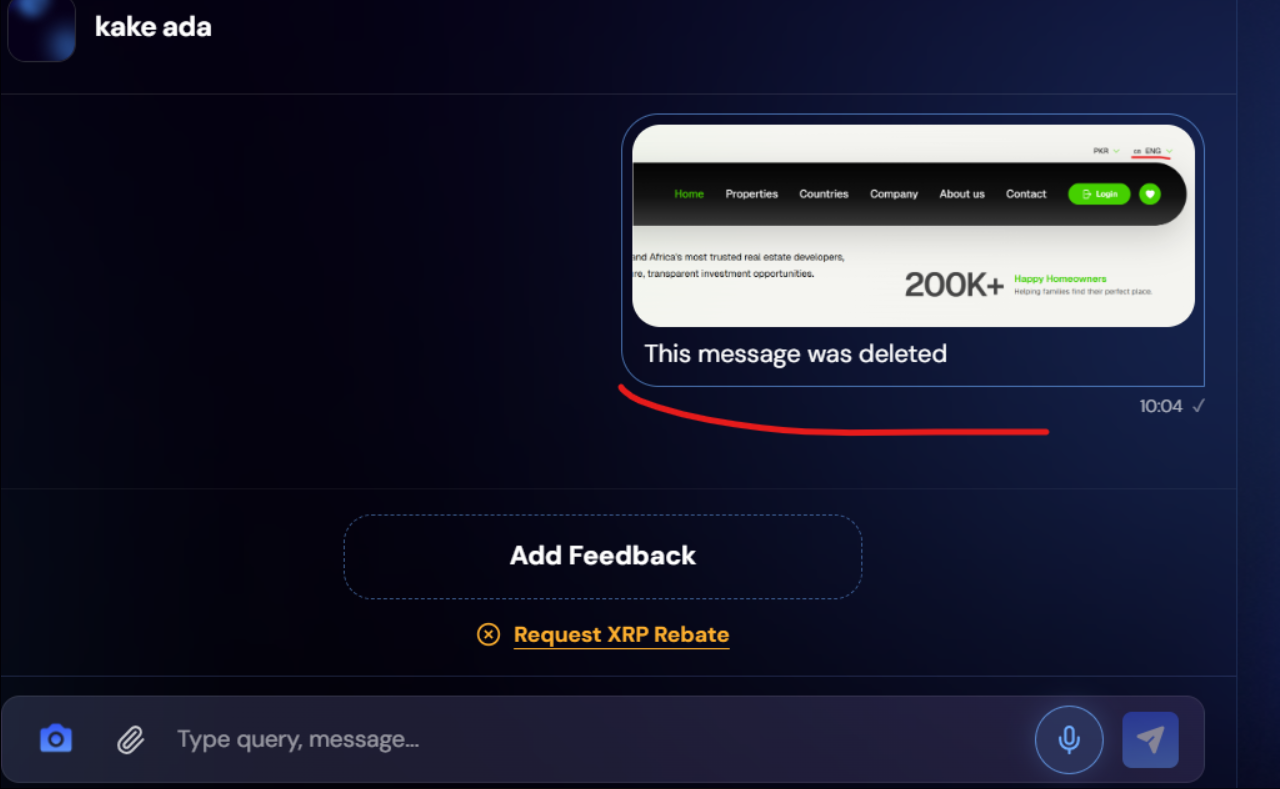 kake ada
PKR
ENG
Home Properties Countries Company About us Contact Login
and Africa's most trusted real estate developers,
re, transparent investment opportunities.
200K+
Happy Homeowners
Helping families find their perfect place.
This message was deleted
10:04
Add Feedback
Request XRP Rebate
Type query, message...